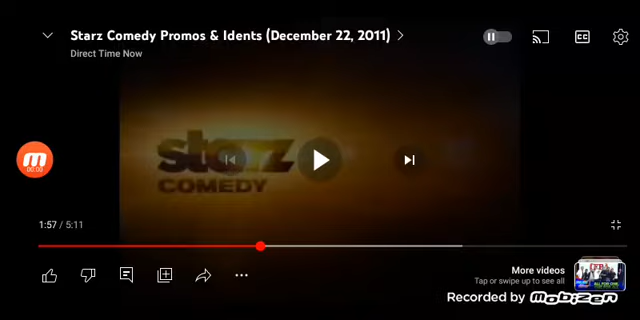 Starz Comedy Promos & Idents (December 22, 2011)
Direct Time Now
CC
m
00:00
starz
COMEDY
1:57 / 5:11
More videos
Tap or swipe up to see all
Recorded by Mobizen